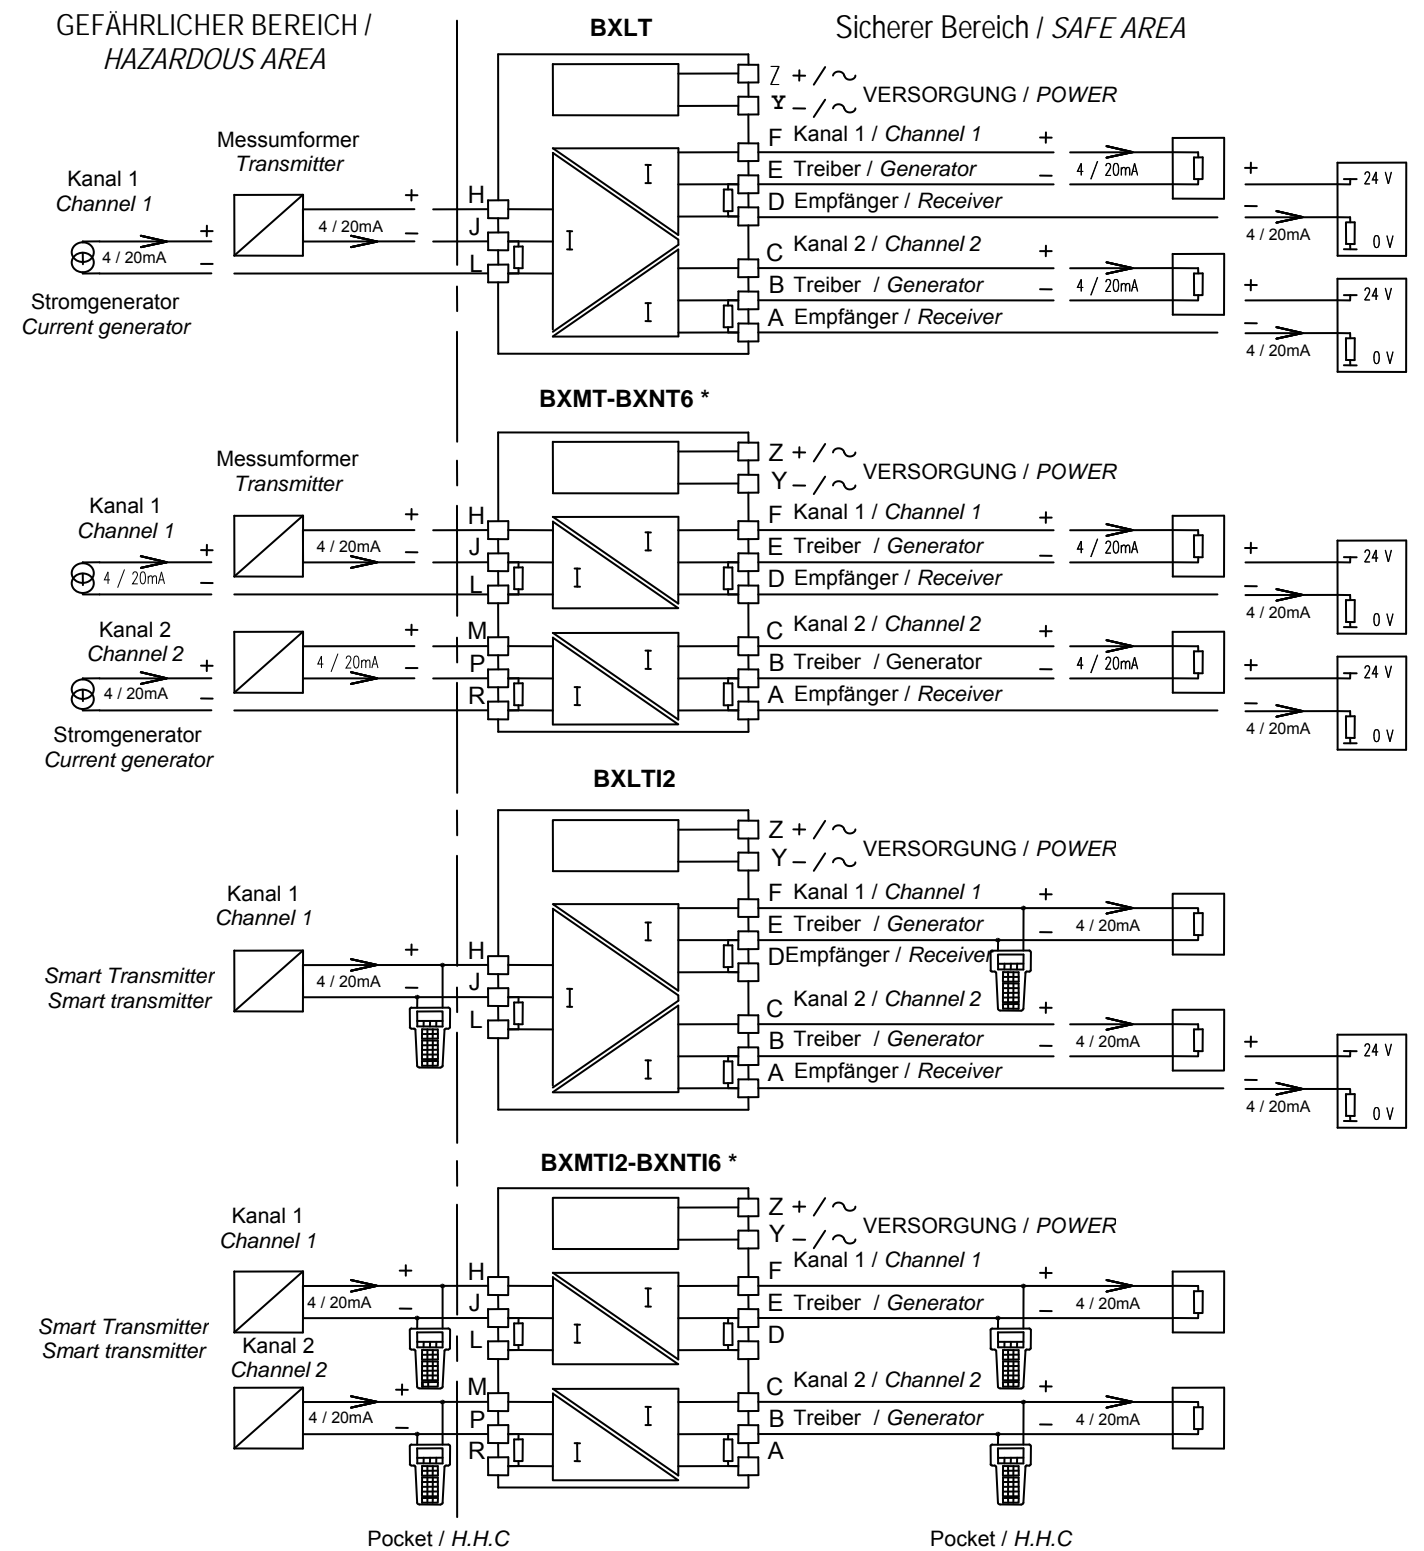 GEFÄHRLICHER BEREICH /
HAZARDOUS AREA
BXLT
Sicherer Bereich / SAFE AREA
Z + / ~
Y – / ~
VERSORGUNG / POWER
Messumformer
Transmitter
Kanal 1
Channel 1
+
4 / 20mA
–
Stromgenerator
Current generator
+
4 / 20mA
–
H
J
L
I
I
I
F Kanal 1 / Channel 1
E Treiber / Generator
D Empfänger / Receiver
C Kanal 2 / Channel 2
B Treiber / Generator
A Empfänger / Receiver
+
– 4 / 20mA
+
– 4 / 20mA
+
–
4 / 20mA
24 V
0 V
+
–
4 / 20mA
24 V
0 V
BXMT-BXNT6 *
Z + / ~
Y – / ~
VERSORGUNG / POWER
Messumformer
Transmitter
Kanal 1
Channel 1
+
4 / 20mA
–
Kanal 2
Channel 2
+
4 / 20mA
–
Stromgenerator
Current generator
+
4 / 20mA
–
+
4 / 20mA
–
H
J
L
M
P
R
I
I
I
I
F Kanal 1 / Channel 1
E Treiber / Generator
D Empfänger / Receiver
C Kanal 2 / Channel 2
B Treiber / Generator
A Empfänger / Receiver
+
– 4 / 20mA
+
– 4 / 20mA
+
–
4 / 20mA
24 V
0 V
+
–
4 / 20mA
24 V
0 V
BXLTI2
Z + / ~
Y – / ~
VERSORGUNG / POWER
Kanal 1
Channel 1
Smart Transmitter
Smart transmitter
+
4 / 20mA
–
H
J
L
I
I
I
F Kanal 1 / Channel 1
E Treiber / Generator
DEmpfänger / Receiver
C Kanal 2 / Channel 2
B Treiber / Generator
A Empfänger / Receiver
+
– 4 / 20mA
+
– 4 / 20mA
+
–
4 / 20mA
24 V
0 V
BXMTI2-BXNTI6 *
Z + / ~
Y – / ~
VERSORGUNG / POWER
Kanal 1
Channel 1
Smart Transmitter
Smart transmitter
Kanal 2
Channel 2
+
4 / 20mA
–
+
4 / 20mA
–
H
J
L
M
P
R
I
I
I
I
F Kanal 1 / Channel 1
E Treiber / Generator
D
C Kanal 2 / Channel 2
B Treiber / Generator
A
+
– 4 / 20mA
+
– 4 / 20mA
Pocket / H.H.C
Pocket / H.H.C